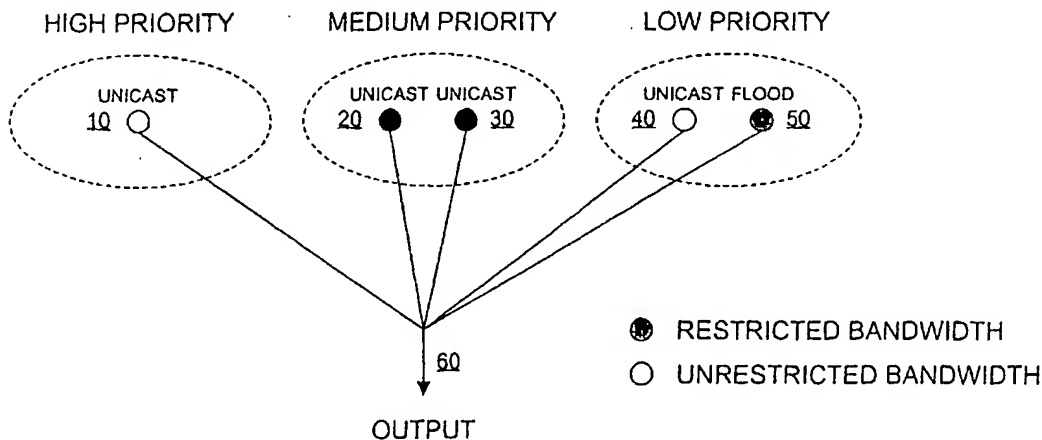 HIGH PRIORITY MEDIUM PRIORITY LOW PRIORITY
UNICAST UNICAST UNICAST UNICAST FLOOD
10 20 30 40 50
RESTRICTED BANDWIDTH
60 UNRESTRICTED BANDWIDTH
OUTPUT